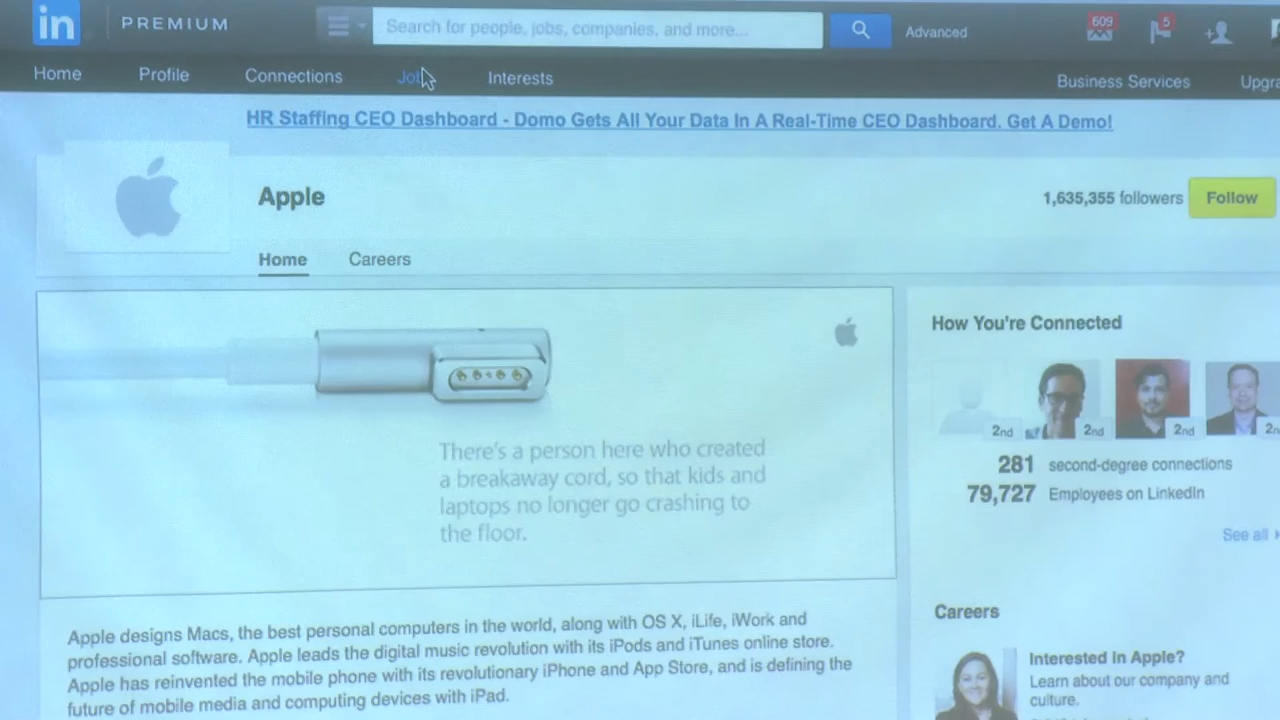 in PREMIUM
Search for people, jobs, companies, and more...
Advanced
609
5
Home Profile Connections Interests
Business Services
HR Staffing CEO Dashboard - Domo Gets All Your Data In A Real-Time CEO Dashboard. Get A Demo!
Apple
1,635,355 followers
Follow
Home Careers
There's a person here who created
a breakaway cord, so that kids and
laptops no longer go crashing to
the floor.
Apple designs Macs, the best personal computers in the world, along with OS X, iLife, iWork and
professional software. Apple leads the digital music revolution with its iPods and iTunes online store.
Apple has reinvented the mobile phone with its revolutionary iPhone and App Store, and is defining the
future of mobile media and computing devices with iPad.
How You're Connected
2nd 2nd 2nd
281 second-degree connections
79,727 Employees on LinkedIn
See all
Careers
Interested in Apple?
Learn about our company and
culture.